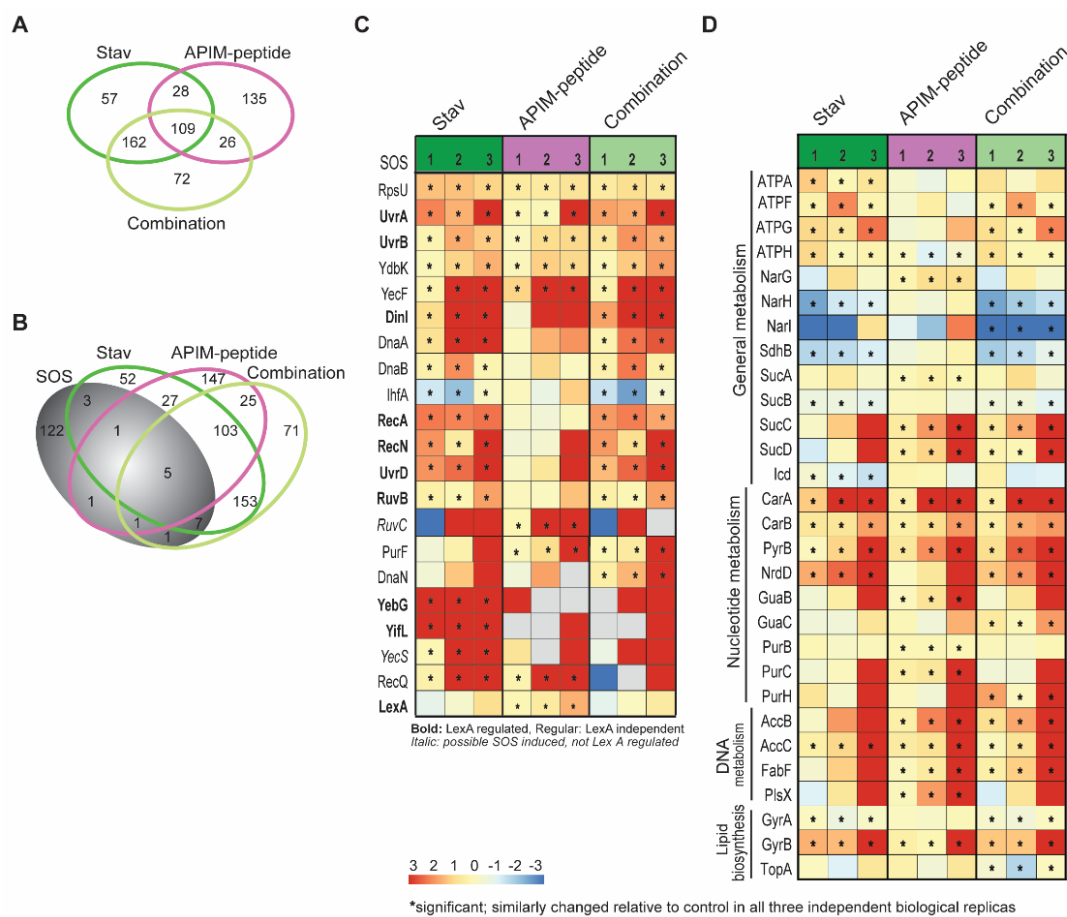 A
Stav APIM-peptide
57 28 135
109
162 26
72
Combination
B
Stav APIM-peptide
SOS Combination
52 147
3 27 25
122 1 103 71
5
1 153
1 7
1
C
Stav APIM-peptide Combination
SOS 1 2 3 1 2 3 1 2 3
RpsU * * * * * * * * *
UvrA * * * * * * * * *
UvrB * * * * * * * * *
YdbK * * * * * * * * *
YecF * * * * * * * * *
DinI * * * * * *
DnaA * * * * * *
DnaB * * * * * *
IhfA * * * * * *
RecA * * * * * *
RecN * * * * * *
UvrD * * * * * *
RuvB * * * * * *
RuvC * * *
PurF * * * * * *
DnaN * * *
YebG * * *
YifL * * *
YecS * * *
RecQ * * * * * *
LexA * * *
Bold: LexA regulated, Regular: LexA independent
Italic: possible SOS induced, not Lex A regulated
3 2 1 0 -1 -2 -3
*significant; similarly changed relative to control in all three independent biological replicas
D
Stav APIM-peptide Combination
1 2 3 1 2 3 1 2 3
General metabolism
ATPA * * *
ATPF * * * * * *
ATPG * * * * * *
ATPH * * * * * * * * *
NarG * * *
NarH * * * * * *
NarI * * *
SdhB * * * * * *
SucA * * *
SucB * * * * * *
SucC * * * * * *
SucD * * * * * *
Icd * * *
Nucleotide metabolism
CarA * * * * * * * * *
CarB * * * * * * * * *
PyrB * * * * * * * * *
NrdD * * * * * *
GuaB * * *
GuaC * * *
PurB * * *
PurC * * *
PurH * * *
DNA
metabolism
AccB * * * * * *
AccC * * * * * * * * *
FabF * * * * * *
PlsX * * *
Lipid
biosynthesis
GyrA * * * * * *
GyrB * * * * * * * * *
TopA * * *